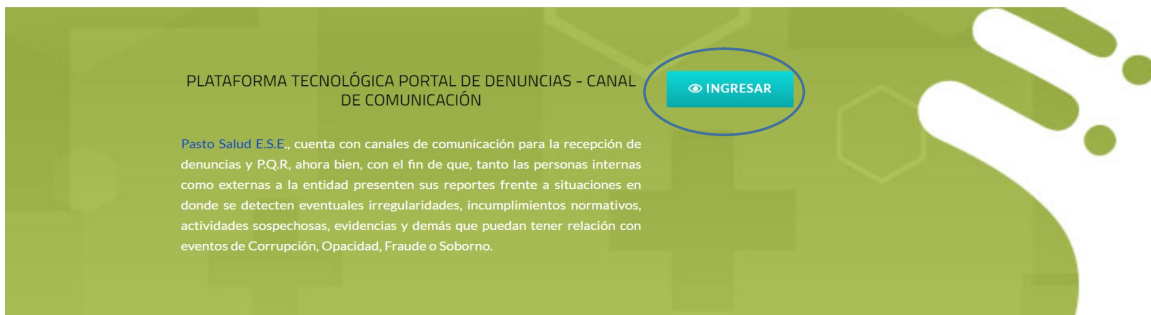 PLATAFORMA TECNOLÓGICA PORTAL DE DENUNCIAS - CANAL
DE COMUNICACIÓN
INGRESAR
Pasto Salud E.S.E., cuenta con canales de comunicación para la recepción de
denuncias y P.Q.R, ahora bien, con el fin de que, tanto las personas internas
como externas a la entidad presenten sus reportes frente a situaciones en
donde se detecten eventuales irregularidades, incumplimientos normativos,
actividades sospechosas, evidencias y demás que puedan tener relación con
eventos de Corrupción, Opacidad, Fraude o Soborno.